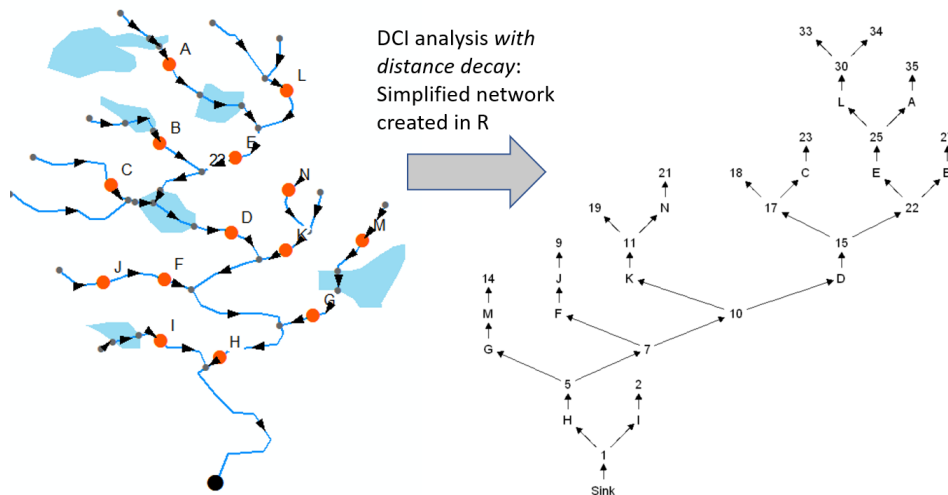 DCI analysis with
distance decay:
Simplified network
created in R
A
L
B
E
C
N
D
K
M
J
F
G
I
H
33
34
30
35
L
A
23
25
18
C
E
21
17
22
19
N
9
11
15
14
J
K
D
M
F
10
G
7
5
2
H
I
1
Sink